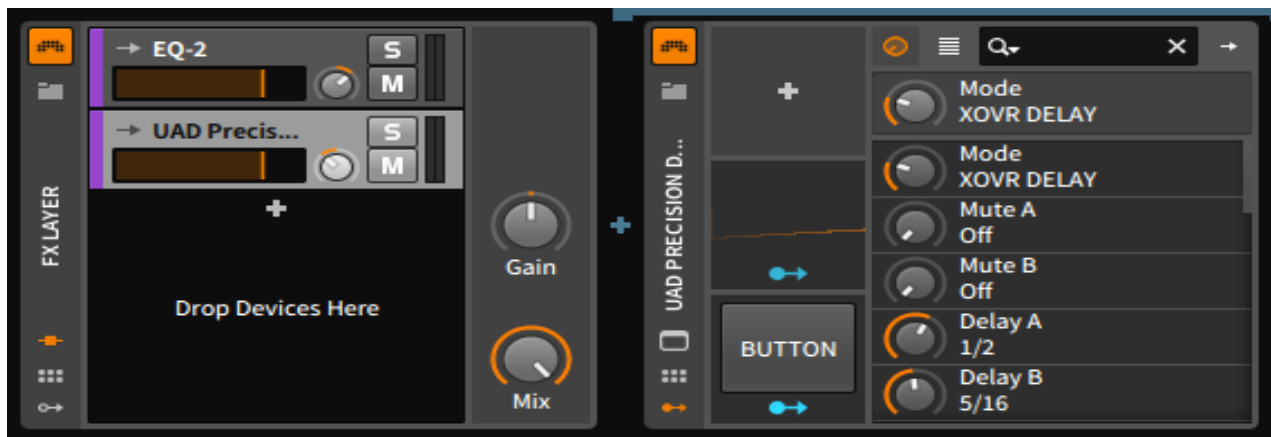 FX LAYER
EQ-2
S
M
UAD Precis...
S
M
Drop Devices Here
Gain
Mix
UAD PRECISION D...
BUTTON
Mode
XOVR DELAY
Mode
XOVR DELAY
Mute A
Off
Mute B
Off
Delay A
1/2
Delay B
5/16